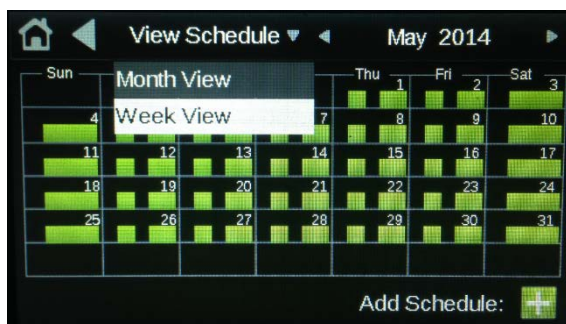 View Schedule May 2014
Sun Thu Fri Sat
Month View
1 2 3
Week View
4 7 8 9 10
11 12 13 14 15 16 17
18 19 20 21 22 23 24
25 26 27 28 29 30 31
Add Schedule: